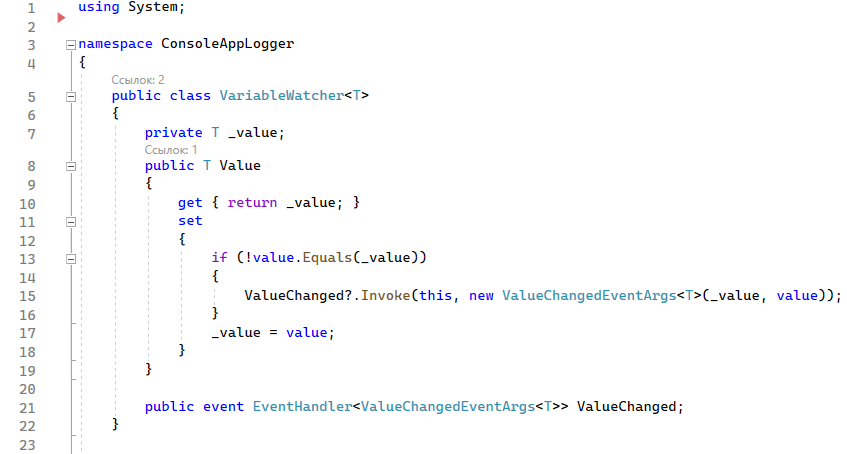 1 using System;
2
3 namespace ConsoleAppLogger
4 {
Ссылок: 2
5 public class VariableWatcher<T>
6 {
7 private T _value;
Ссылок: 1
8 public T Value
9 {
10 get { return _value; }
11 set
12 {
13 if (!value.Equals(_value))
14 {
15 ValueChanged?.Invoke(this, new ValueChangedEventArgs<T>(_value, value));
16 }
17 _value = value;
18 }
19 }
20
21 public event EventHandler<ValueChangedEventArgs<T>> ValueChanged;
22 }
23